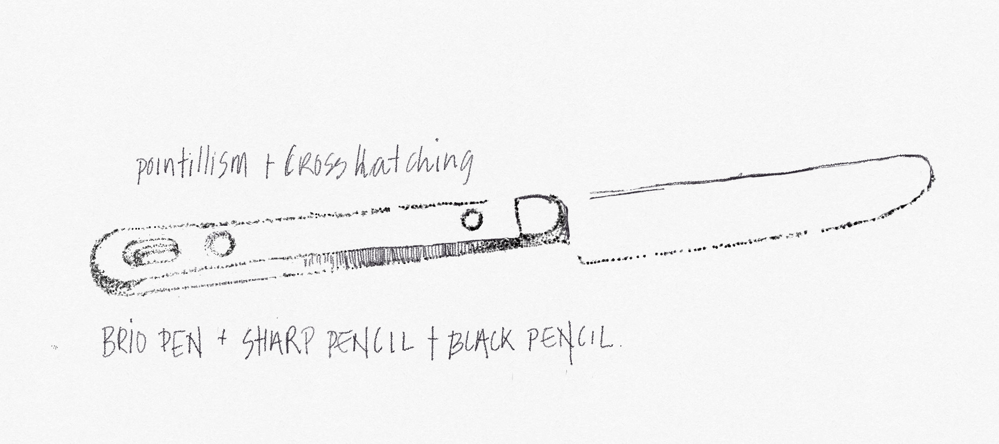 pointillism + Cross hatching
BRiO PEN + SHARP PENCIL + BLACK PENCIL.